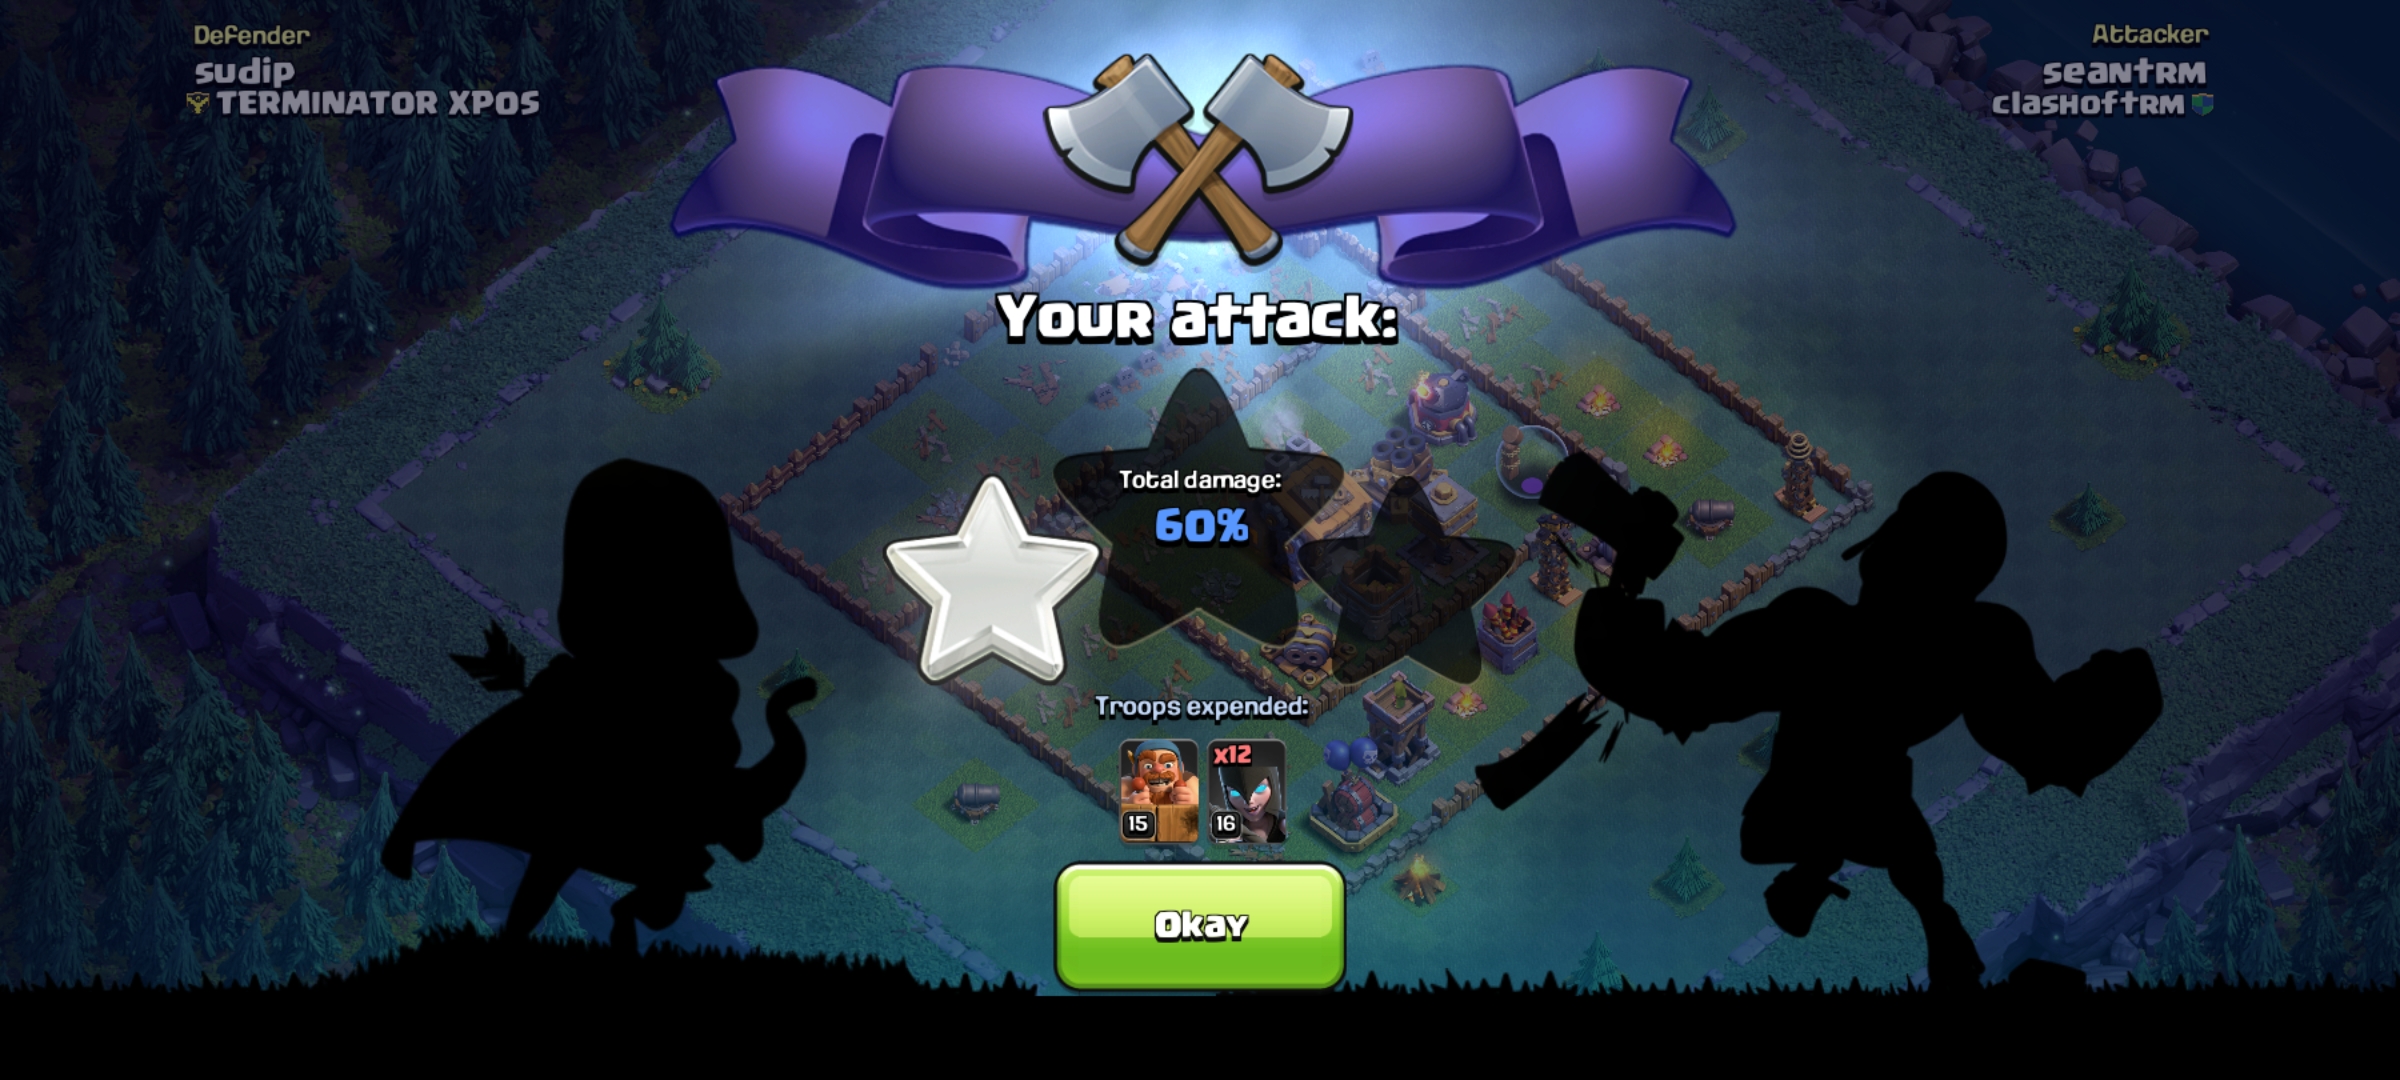 Defender
sudip
TERMINATOR XPOS
Attacker
seantRM
clashoftRM
Your attack:
Total damage:
60%
Troops expended:
x12
15
16
Okay